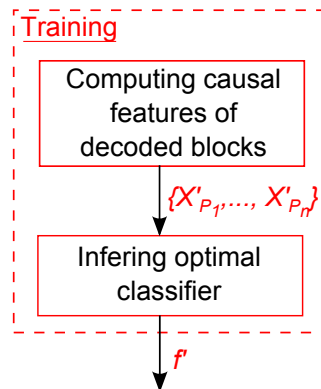 Training
Computing causal
features of
decoded blocks
{X'P1,..., X'Pn}
Infering optimal
classifier
f'